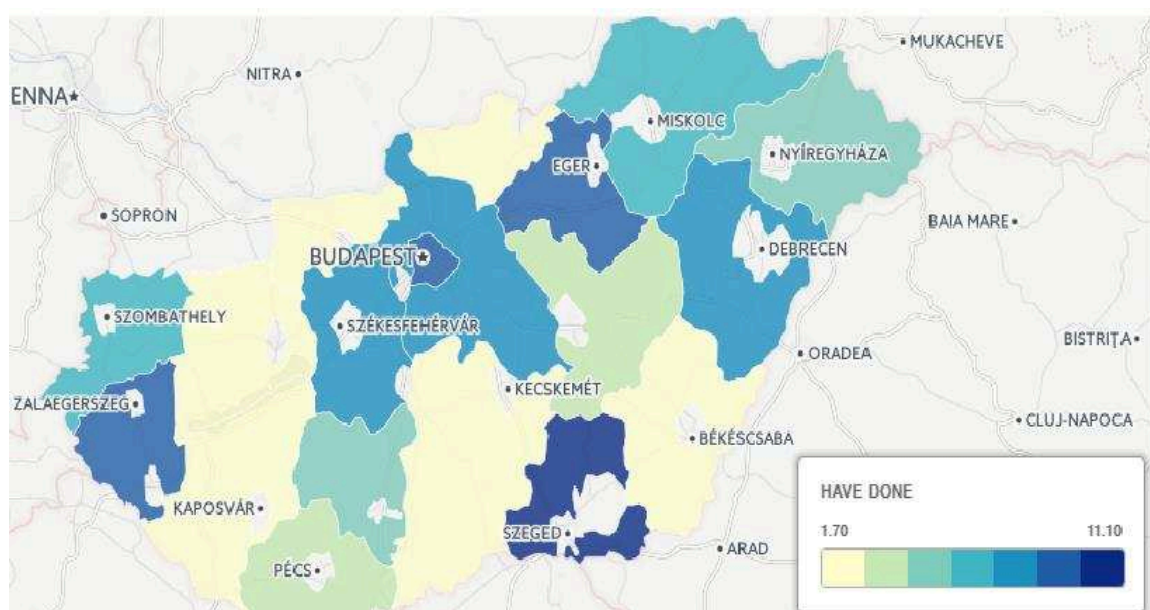 MUKACHEVE
NITRA
ENNA
MISKOLC
NYÍREGYHÁZA
EGER
SOPRON
BAIA MARE
DEBRECEN
BUDAPEST
SZOMBATHELY
SZÉKESFEHÉRVÁR
BISTRIȚA
ORADEA
KECSKEMÉT
ZALAEGERSZEG
CLUJ-NAPOCA
BÉKÉSCSABA
KAPOSVÁR
HAVE DONE
1.70 11.10
SZEGED
ARAD
PÉCS